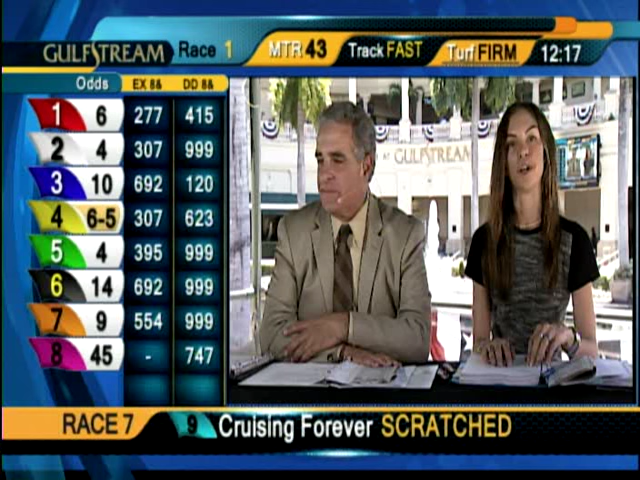 GULFSTREAM Race 1 MTR 43 Track FAST Turf FIRM 12:17
Odds EX 8& DD 8&
1 6 277 415
2 4 307 999
3 10 692 120
4 6-5 307 623
5 4 395 999
6 14 692 999
7 9 554 999
8 45 - 747
AT GULFSTREAM
RACE 7 9 Cruising Forever SCRATCHED